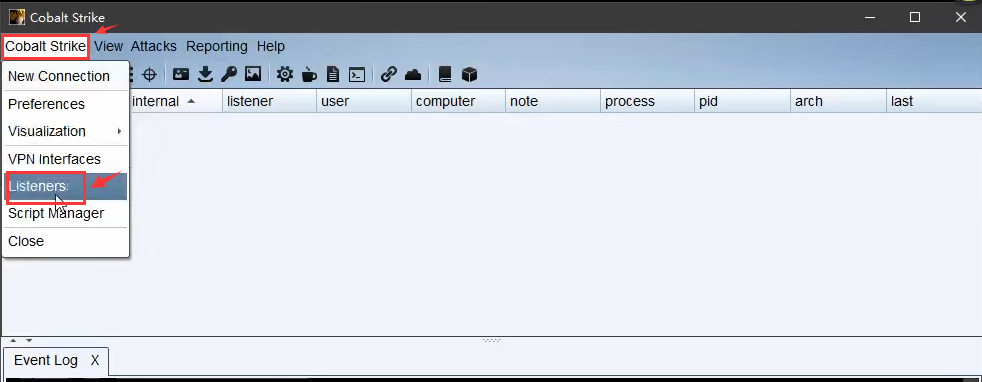 Cobalt Strike
Cobalt Strike View Attacks Reporting Help
New Connection
Preferences
Visualization
VPN Interfaces
Listeners
Script Manager
Close
internal listener user computer note process pid arch last
Event Log X